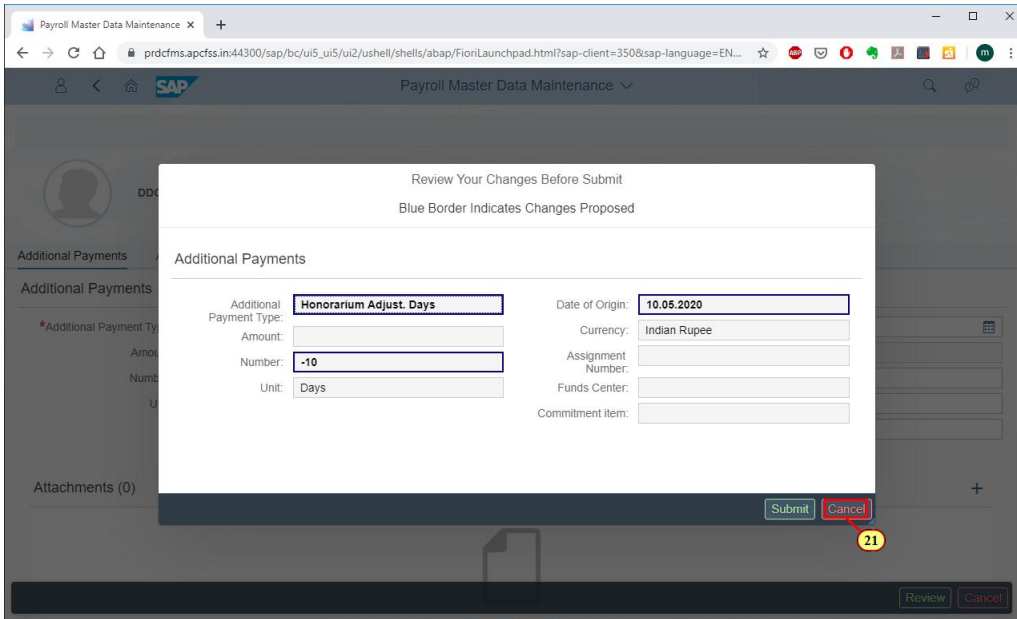 Payroll Master Data Maintenance
prdcfms.apcfss.in:44300/sap/bc/ui5_ui5/ui2/ushell/shells/abap/FioriLaunchpad.html?sap-client=350&sap-language=EN...
ABP
m
SAP
Payroll Master Data Maintenance
DDO
Review Your Changes Before Submit
Blue Border Indicates Changes Proposed
Additional Payments
Additional Payments
Additional Payments
*Additional Payment Ty
Amou
Numb
U
Additional Payment Type: Honorarium Adjust. Days
Amount:
Number: -10
Unit: Days
Date of Origin: 10.05.2020
Currency: Indian Rupee
Assignment Number:
Funds Center:
Commitment item:
Attachments (0)
Submit Cancel
21
Review Cancel